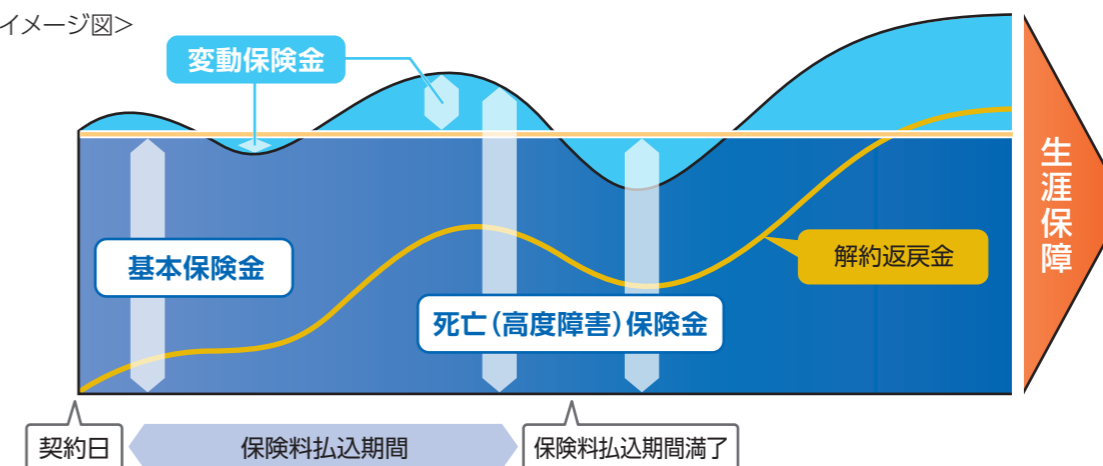 イメージ図>
変動保険金
基本保険金
死亡(高度障害)保険金
解約返戻金
生涯保障
契約日
保険料払込期間
保険料払込期間満了